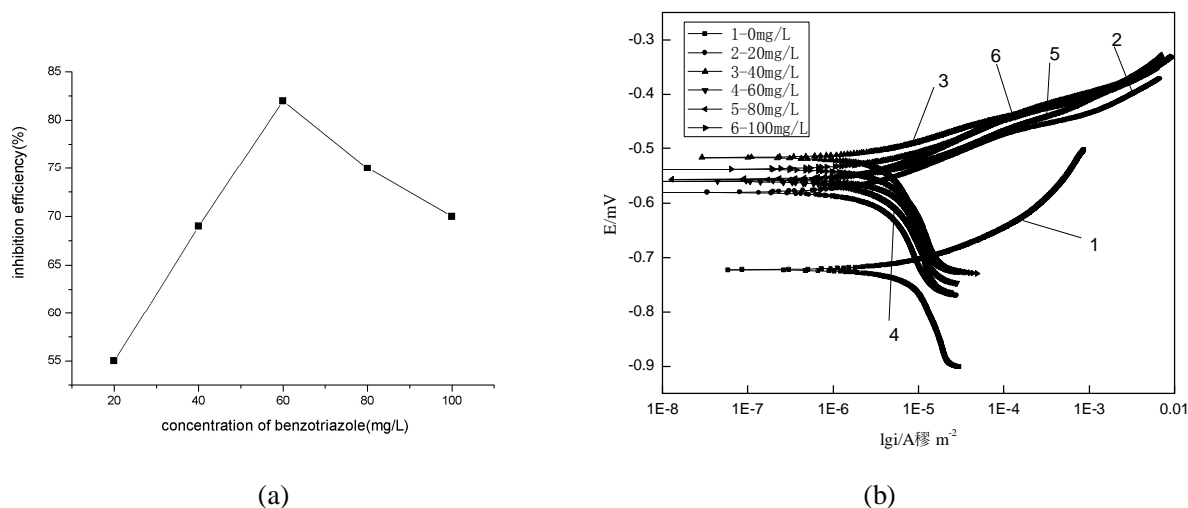 85
80
75
70
65
60
55
20
40
60
80
100
inhibition efficiency(%)
concentration of benzotriazole(mg/L)
(a)
1-0mg/L
2-20mg/L
3-40mg/L
4-60mg/L
5-80mg/L
6-100mg/L
-0.3
-0.4
-0.5
-0.6
-0.7
-0.8
-0.9
E/mV
3
6
5
2
1
4
1E-8
1E-7
1E-6
1E-5
1E-4
1E-3
0.01
lgi/A穋 m-2
(b)